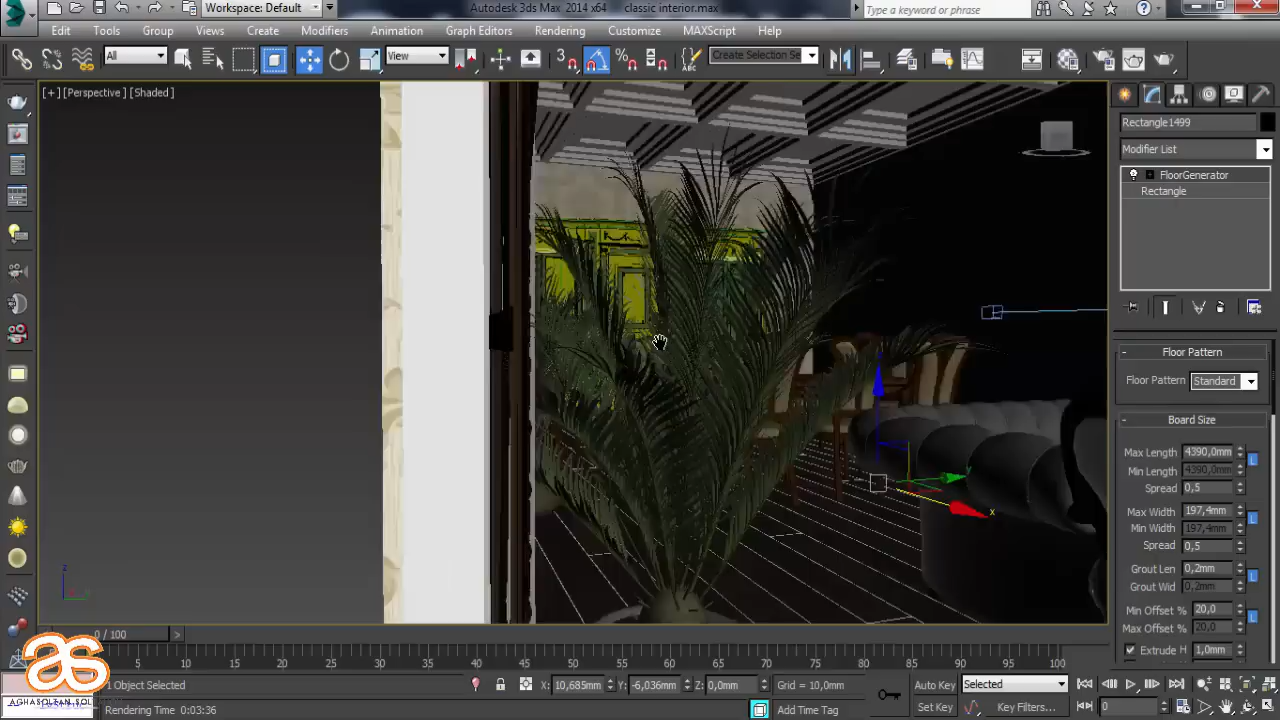 Workspace: Default
Autodesk 3ds Max 2014 x64
classic interior.max
Type a keyword or phrase
Edit Tools Group Views Create Modifiers Animation Graph Editors Rendering Customize MAXScript Help
All
View
3
Create Selection Se
[+] [Perspective] [Shaded]
Rectangle1499
Modifier List
FloorGenerator
Rectangle
Floor Pattern
Floor Pattern Standard
Board Size
Max Length 4390,0mm
Min Length 4390,0mm
Spread 0,5
Max Width 197,4mm
Min Width 197,4mm
Spread 0,5
Grout Len 0,2mm
Grout Wid 0,2mm
Min Offset % 20,0
Max Offset % 20,0
Extrude H 1,0mm
L
L
L
L
x
z
0 / 100
5 10 15 20 25 30 35 40 45 50 55 60 65 70 75 80 85 90 95 100
1 Object Selected
X: 10,685mm Y: -6,036mm Z: 0,0mm
Grid = 10,0mm
Auto Key Selected
Rendering Time 0:03:36
Add Time Tag
Set Key Key Filters...
0
as
AGHASOLTAN.SOL